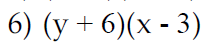 6) (y + 6)(x - 3)